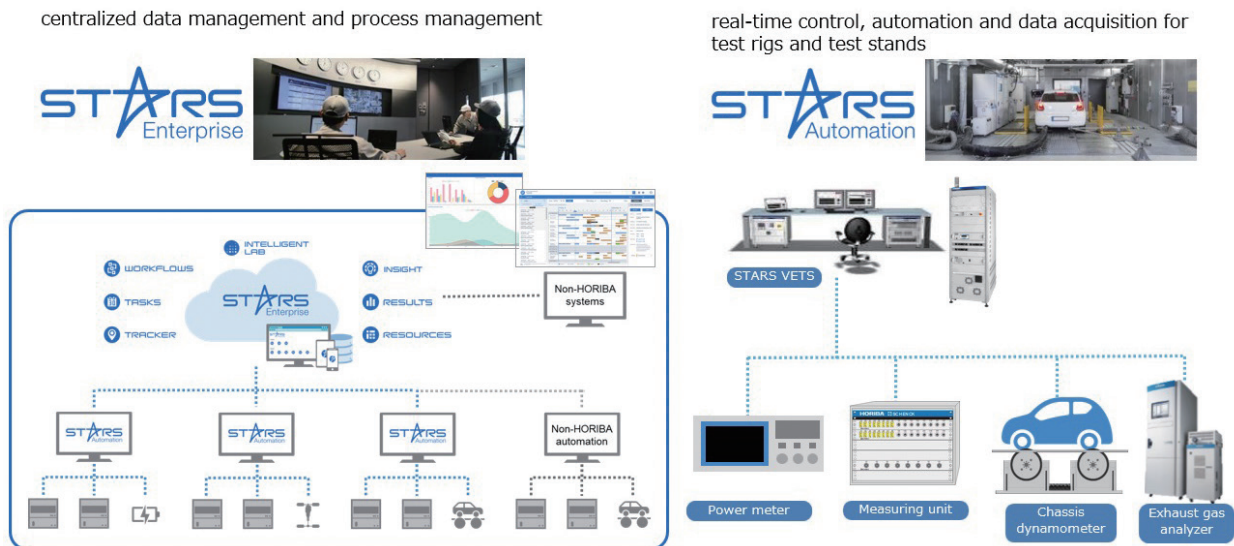 centralized data management and process management
STARS
Enterprise
real-time control, automation and data acquisition for
test rigs and test stands
STARS
Automation
INTELLIGENT
LAB
WORKFLOWS
TASKS
TRACKER
STARS
Enterprise
INSIGHT
RESULTS
RESOURCES
Non-HORIBA
systems
STARS
Automation
STARS
Automation
STARS
Automation
Non-HORIBA
automation
STARS VETS
HORIBA
Power meter
Measuring unit
Chassis
dynamometer
Exhaust gas
analyzer